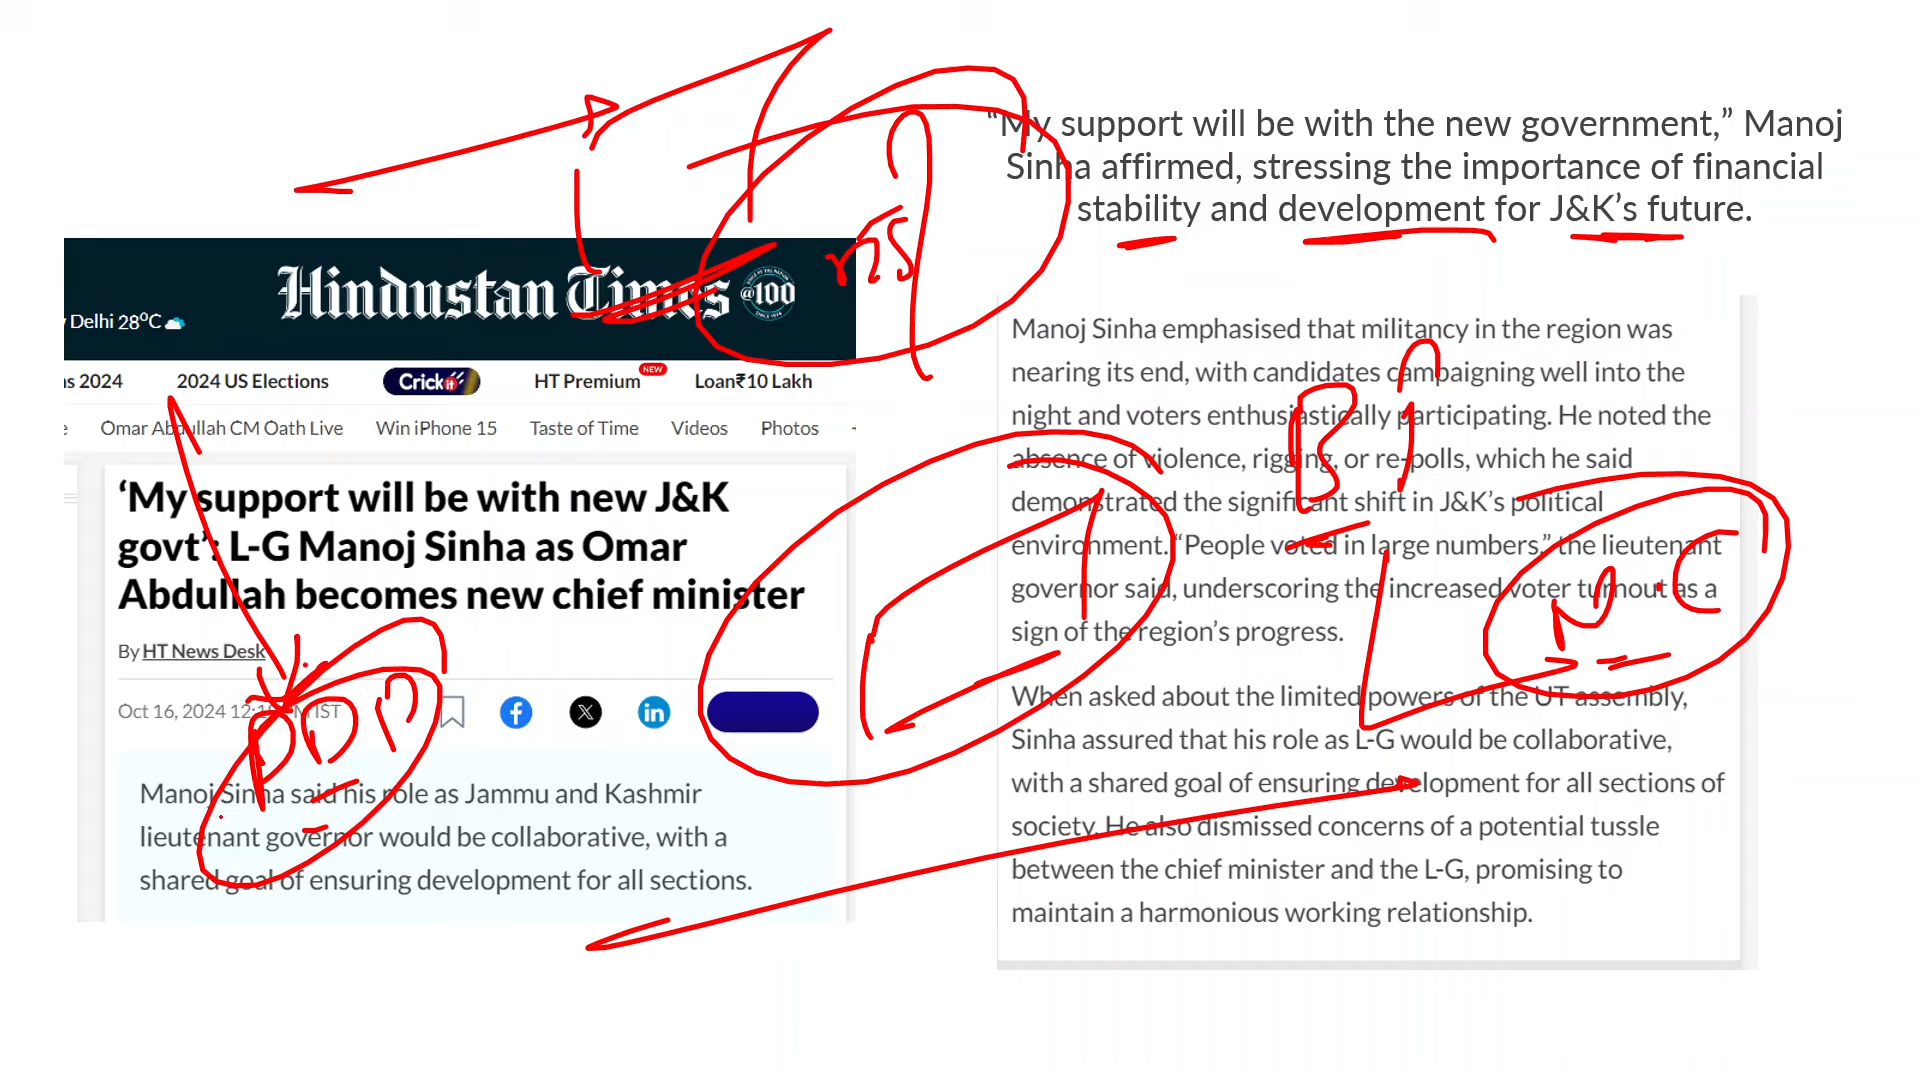 “My support will be with the new government,” Manoj
Sinha affirmed, stressing the importance of financial
stability and development for J&K’s future.
Hindustan Times
@100
Delhi 28°C
ns 2024 2024 US Elections Crickit HT Premium NEW Loan₹10 Lakh
e Omar Abdullah CM Oath Live Win iPhone 15 Taste of Time Videos Photos
‘My support will be with new J&K
govt’: L-G Manoj Sinha as Omar
Abdullah becomes new chief minister
By HT News Desk
Oct 16, 2024 IST
Manoj Sinha said his role as Jammu and Kashmir
lieutenant governor would be collaborative, with a
shared goal of ensuring development for all sections.
Manoj Sinha emphasised that militancy in the region was
nearing its end, with candidates campaigning well into the
night and voters enthusiastically participating. He noted the
absence of violence, rigging, or re-polls, which he said
demonstrated the significant shift in J&K’s political
environment. “People voted in large numbers,” the lieutenant
governor said, underscoring the increased voter turnout as a
sign of the region’s progress.
When asked about the limited powers of the UT assembly,
Sinha assured that his role as L-G would be collaborative,
with a shared goal of ensuring development for all sections of
society. He also dismissed concerns of a potential tussle
between the chief minister and the L-G, promising to
maintain a harmonious working relationship.
N.C